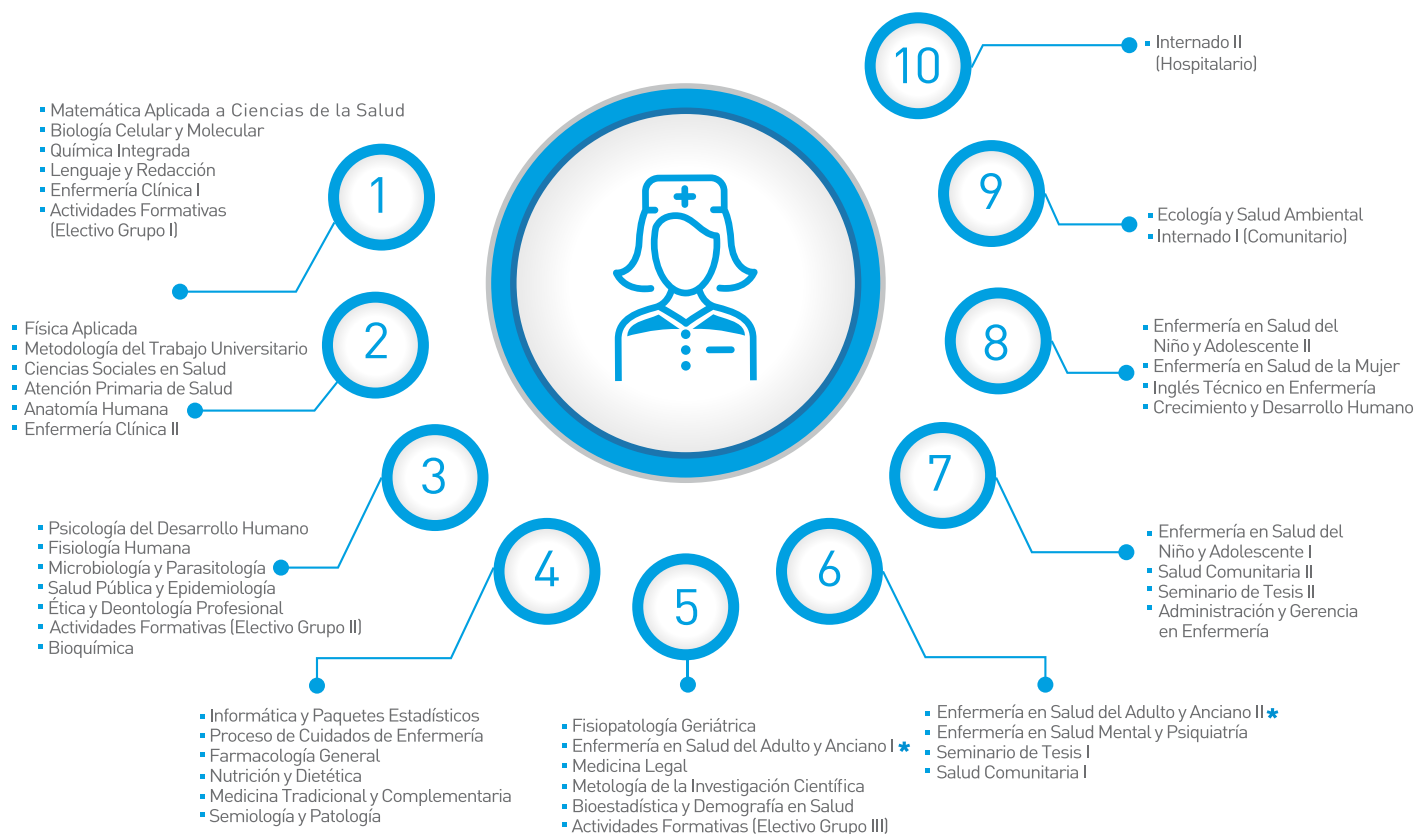 1
Matemática Aplicada a Ciencias de la Salud
Biología Celular y Molecular
Química Integrada
Lenguaje y Redacción
Enfermería Clínica I
Actividades Formativas
(Electivo Grupo I)
2
Física Aplicada
Metodología del Trabajo Universitario
Ciencias Sociales en Salud
Atención Primaria de Salud
Anatomía Humana
Enfermería Clínica II
3
Psicología del Desarrollo Humano
Fisiología Humana
Microbiología y Parasitología
Salud Pública y Epidemiología
Ética y Deontología Profesional
Actividades Formativas (Electivo Grupo II)
Bioquímica
4
Informática y Paquetes Estadísticos
Proceso de Cuidados de Enfermería
Farmacología General
Nutrición y Dietética
Medicina Tradicional y Complementaria
Semiología y Patología
5
Fisiopatología Geriátrica
Enfermería en Salud del Adulto y Anciano I *
Medicina Legal
Metología de la Investigación Científica
Bioestadística y Demografía en Salud
Actividades Formativas (Electivo Grupo III)
6
Enfermería en Salud del Adulto y Anciano II *
Enfermería en Salud Mental y Psiquiatría
Seminario de Tesis I
Salud Comunitaria I
7
Enfermería en Salud del
Niño y Adolescente I
Salud Comunitaria II
Seminario de Tesis II
Administración y Gerencia
en Enfermería
8
Enfermería en Salud del
Niño y Adolescente II
Enfermería en Salud de la Mujer
Inglés Técnico en Enfermería
Crecimiento y Desarrollo Humano
9
Ecología y Salud Ambiental
Internado I (Comunitario)
10
Internado II
(Hospitalario)